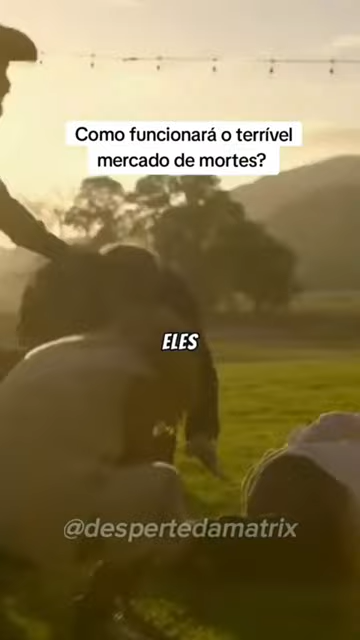 Como funcionará o terrível
mercado de mortes?
ELES
@despertedamatrix